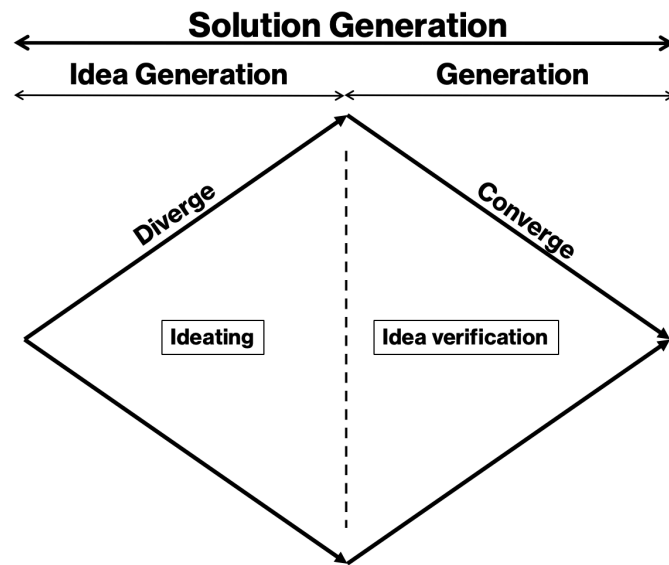 Solution Generation
Idea Generation
Generation
Diverge
Converge
Ideating
Idea verification